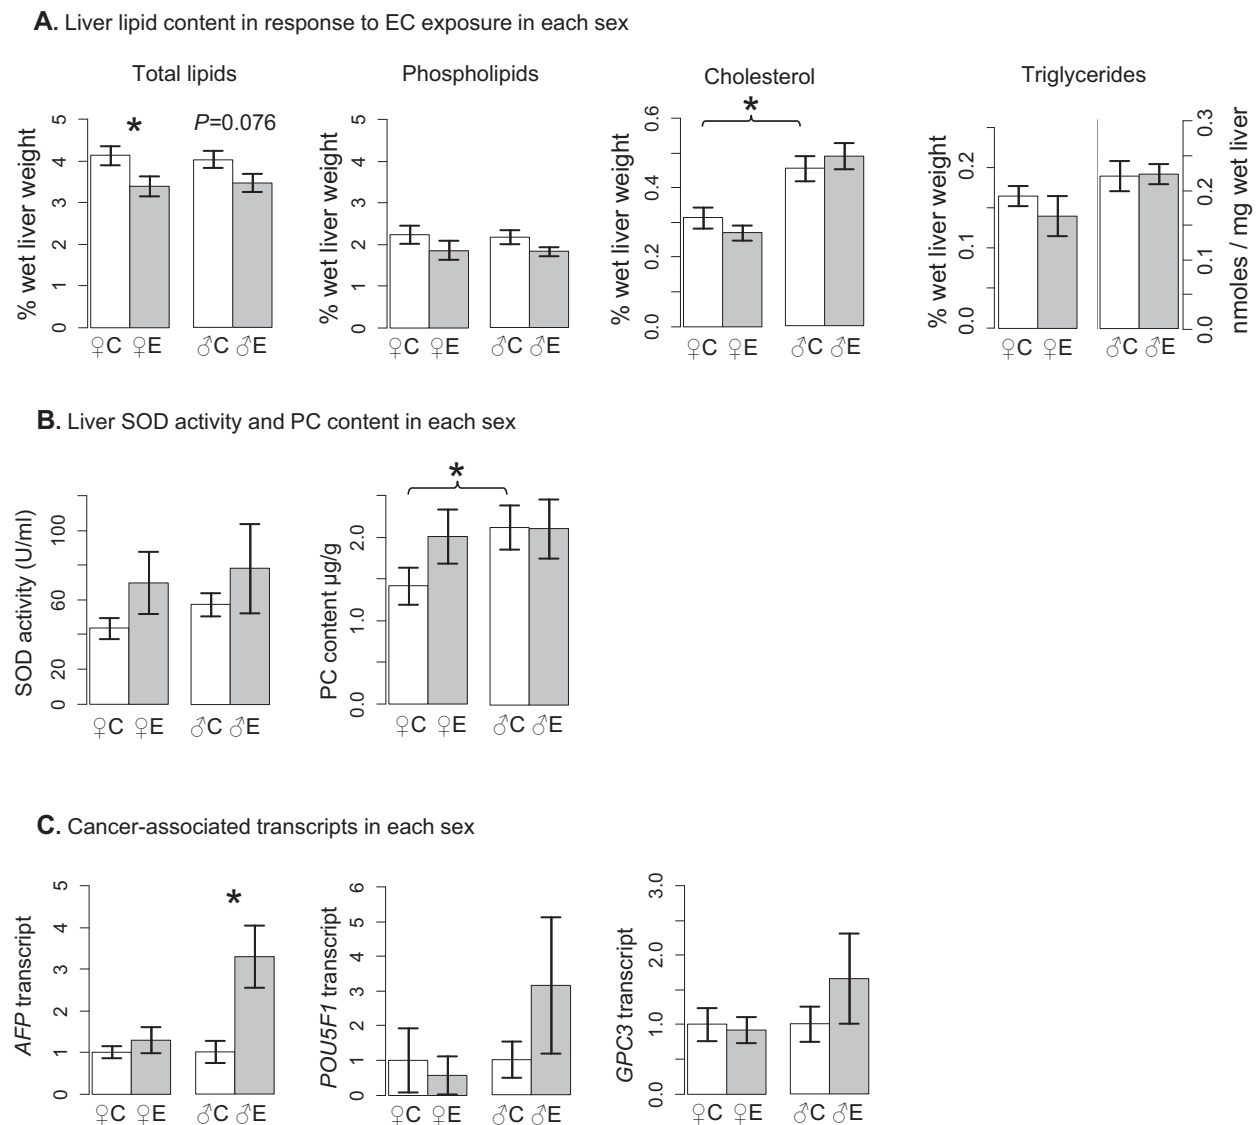 A. Liver lipid content in response to EC exposure in each sex
Total lipids
Phospholipids
Cholesterol
Triglycerides
% wet liver weight
0 1 2 3 4 5
*
P=0.076
♀C ♀E ♂C ♂E
% wet liver weight
0 1 2 3 4 5
♀C ♀E ♂C ♂E
% wet liver weight
0.0 0.2 0.4 0.6
*
♀C ♀E ♂C ♂E
% wet liver weight
0.0 0.1 0.2
♀C ♀E ♂C ♂E
0.0 0.1 0.2 0.3
nmoles / mg wet liver
B. Liver SOD activity and PC content in each sex
SOD activity (U/ml)
0 20 60 100
♀C ♀E ♂C ♂E
PC content µg/g
0.0 1.0 2.0
*
♀C ♀E ♂C ♂E
C. Cancer-associated transcripts in each sex
AFP transcript
0 1 2 3 4 5
*
♀C ♀E ♂C ♂E
POU5F1 transcript
0 1 2 3 4 5 6
♀C ♀E ♂C ♂E
GPC3 transcript
0.0 1.0 2.0 3.0
♀C ♀E ♂C ♂E